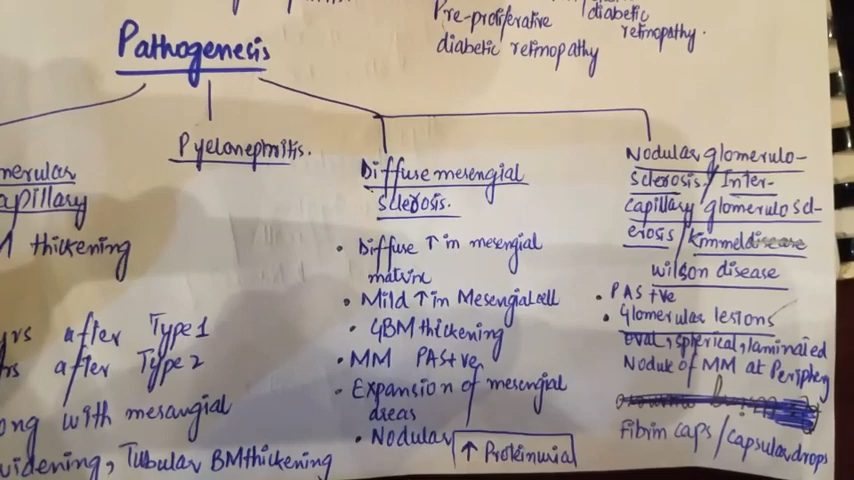 Pre-proliferative
diabetic retinopathy
diabetic
retinopathy.
Pathogenesis
merular
apillary
thickening
yrs after Type 1
rs after Type 2
ong with mesangial
widening, Tubular BM thickening
Pyelonephritis.
Diffuse mesengial
sclerosis.
• Diffuse ↑ in mesengial
matrix
• Mild ↑ in Mesengial cell
• GBM thickening
• MM PAS+ve
• Expansion of mesengial
areas
• Nodular
↑ Proteinuria
Nodular glomerulo-
sclerosis / Inter-
capillary glomerulo scl-
erosis / Kimmel
wilson disease
• PAS +ve
• Glomerular lesions
oval, spherical, laminated
Nodule of MM at Periphery
Fibrin caps / capsular drops